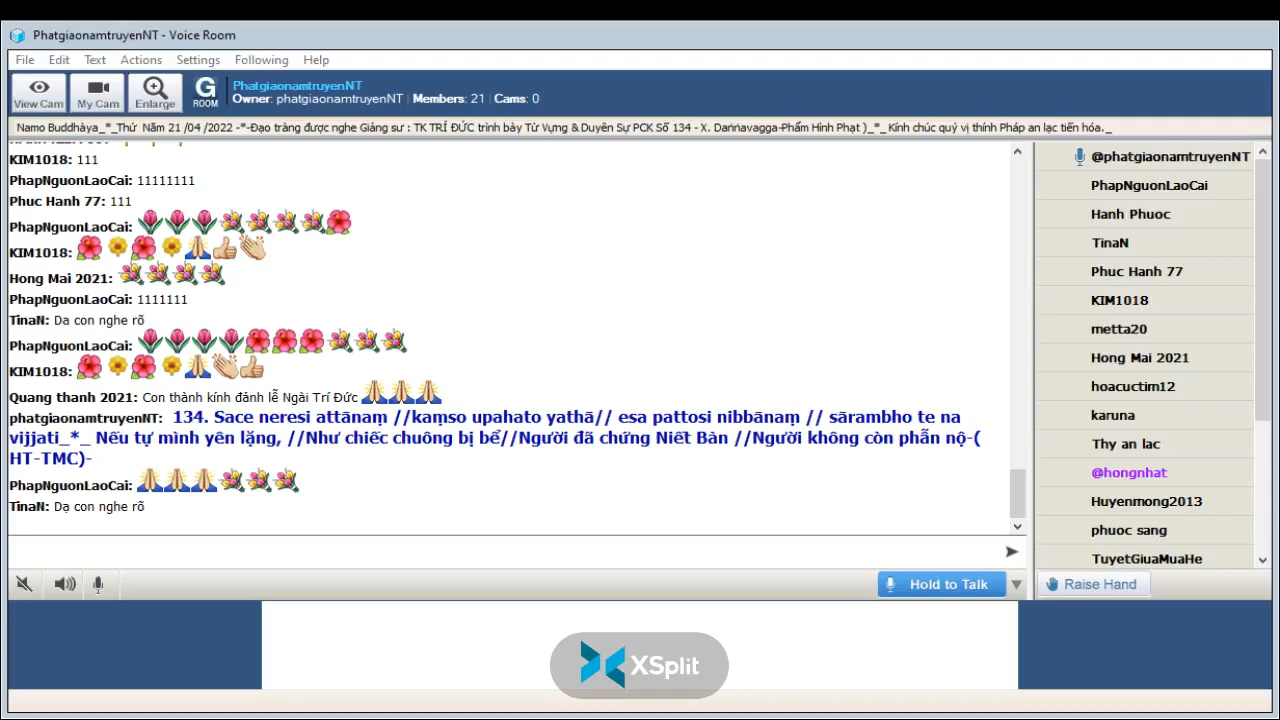 PhatgiaonamtruyenNT - Voice Room
File Edit Text Actions Settings Following Help
View Cam My Cam Enlarge G ROOM
PhatgiaonamtruyenNT
Owner: phatgiaonamtruyenNT | Members: 21 | Cams: 0
Namo Buddhàya_*_Thứ Năm 21 /04 /2022 -*-Đạo tràng được nghe Giảng sư : TK TRÍ ĐỨC trình bày Từ Vựng & Duyên Sự PCK Số 134 - X. Daṇṇavagga-Phẩm Hình Phạt )_*_ Kính chúc quý vị thính Pháp an lạc tiến hóa._
KIM1018: 111
PhapNguonLaoCai: 11111111
Phuc Hanh 77: 111
PhapNguonLaoCai:
KIM1018:
Hong Mai 2021:
PhapNguonLaoCai: 1111111
TinaN: Dạ con nghe rõ
PhapNguonLaoCai:
KIM1018:
Quang thanh 2021: Con thành kính đảnh lễ Ngài Trí Đức
phatgiaonamtruyenNT: 134. Sace neresi attānaṃ //kaṃso upahato yathā// esa pattosi nibbānaṃ // sārambho te na
vijjati_*_ Nếu tự mình yên lặng, //Như chiếc chuông bị bể//Người đã chứng Niết Bàn //Người không còn phẫn nộ-(
HT-TMC)-
PhapNguonLaoCai:
TinaN: Dạ con nghe rõ
@phatgiaonamtruyenNT
PhapNguonLaoCai
Hanh Phuoc
TinaN
Phuc Hanh 77
KIM1018
metta20
Hong Mai 2021
hoacuctim12
karuna
Thy an lac
@hongnhat
Huyenmong2013
phuoc sang
TuyetGiuaMuaHe
Hold to Talk
Raise Hand
XSplit